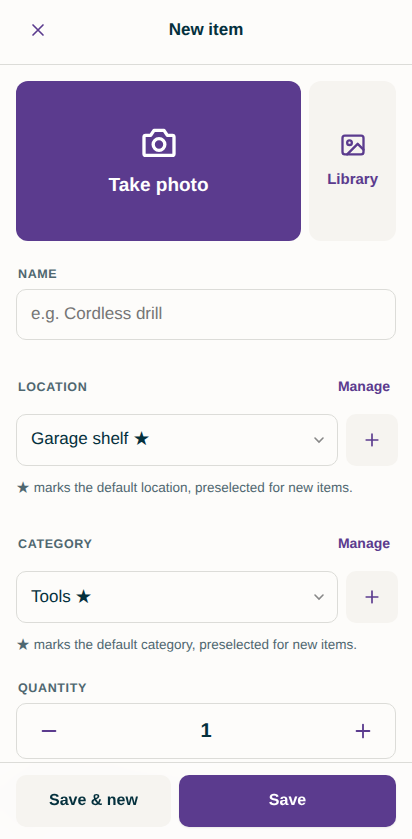 New item
Take photo
Library
NAME
e.g. Cordless drill
LOCATION
Manage
Garage shelf ★
★ marks the default location, preselected for new items.
CATEGORY
Manage
Tools ★
★ marks the default category, preselected for new items.
QUANTITY
1
Save & new
Save